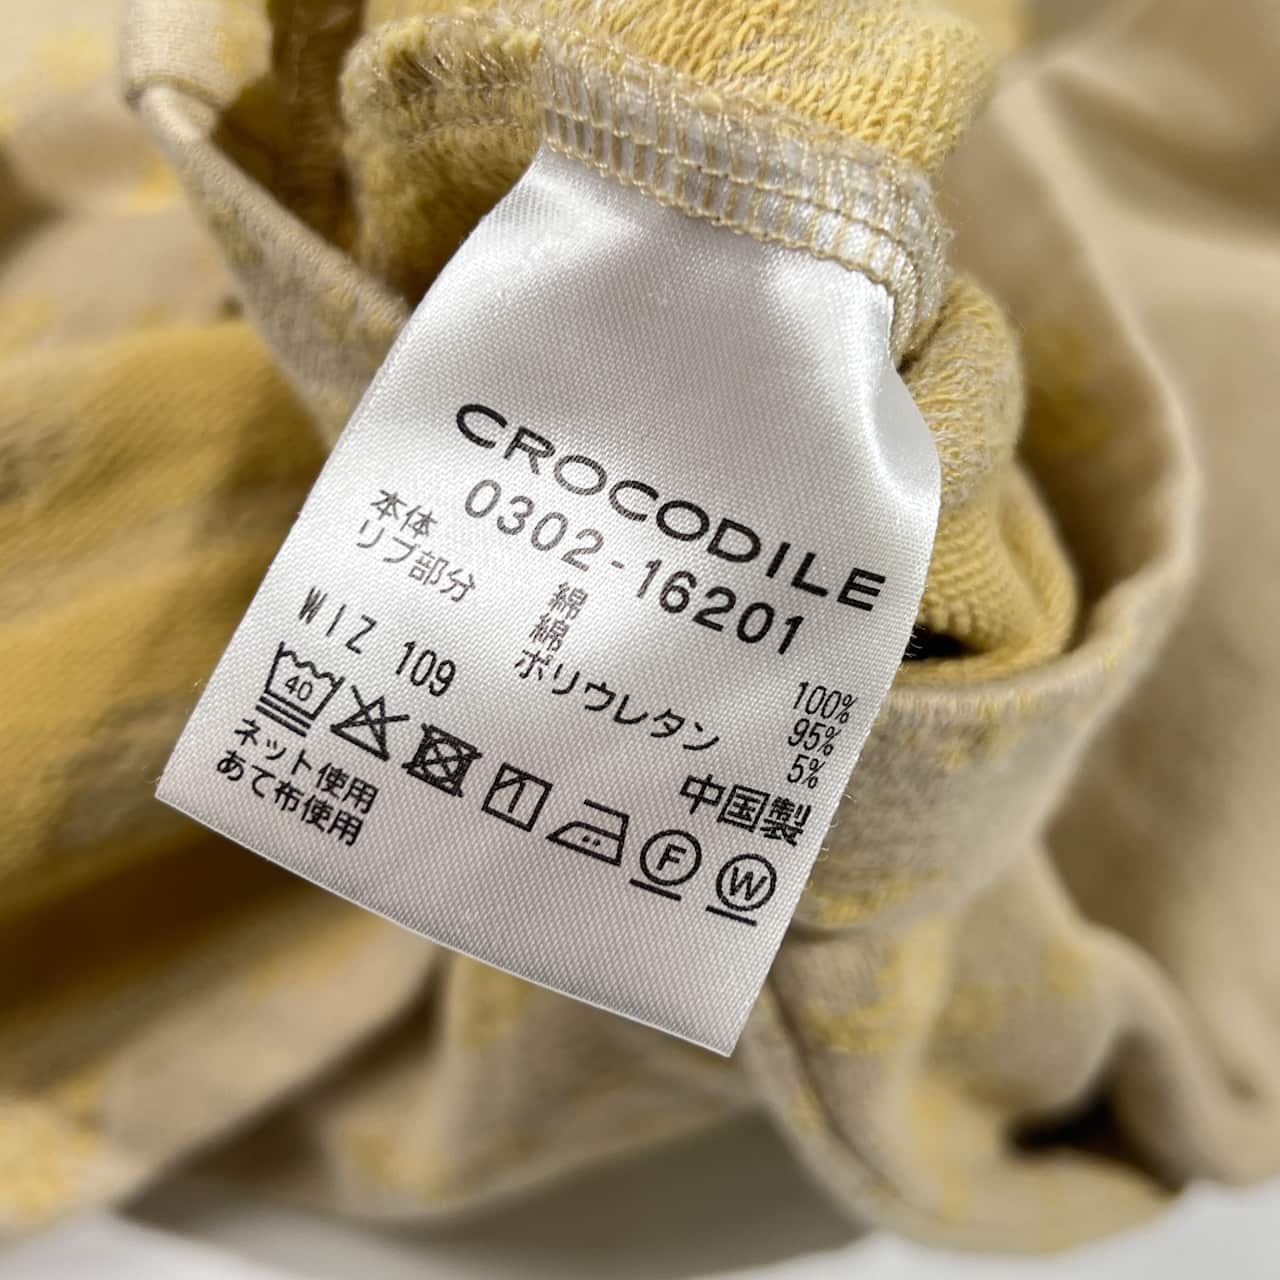 CROCODILE
0302-16201
本体 綿 100%
リブ部分 綿 95%
ポリウレタン 5%
WIZ 109
中国製
40
F
W
ネット使用
あて布使用